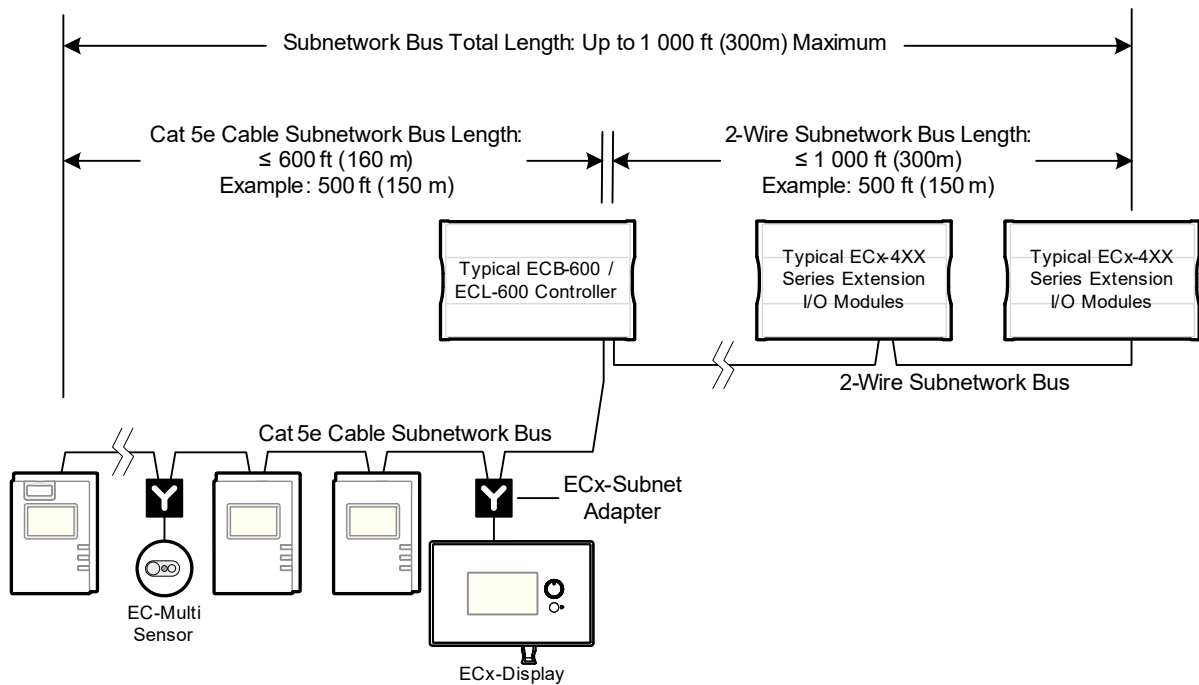 Subnetwork Bus Total Length: Up to 1 000 ft (300m) Maximum
Cat 5e Cable Subnetwork Bus Length:
≤ 600 ft (160 m)
Example: 500 ft (150 m)
2-Wire Subnetwork Bus Length:
≤ 1 000 ft (300m)
Example: 500 ft (150 m)
Typical ECB-600 /
ECL-600 Controller
Typical ECx-4XX
Series Extension
I/O Modules
Typical ECx-4XX
Series Extension
I/O Modules
2-Wire Subnetwork Bus
Cat 5e Cable Subnetwork Bus
ECx-Subnet
Adapter
EC-Multi
Sensor
ECx-Display